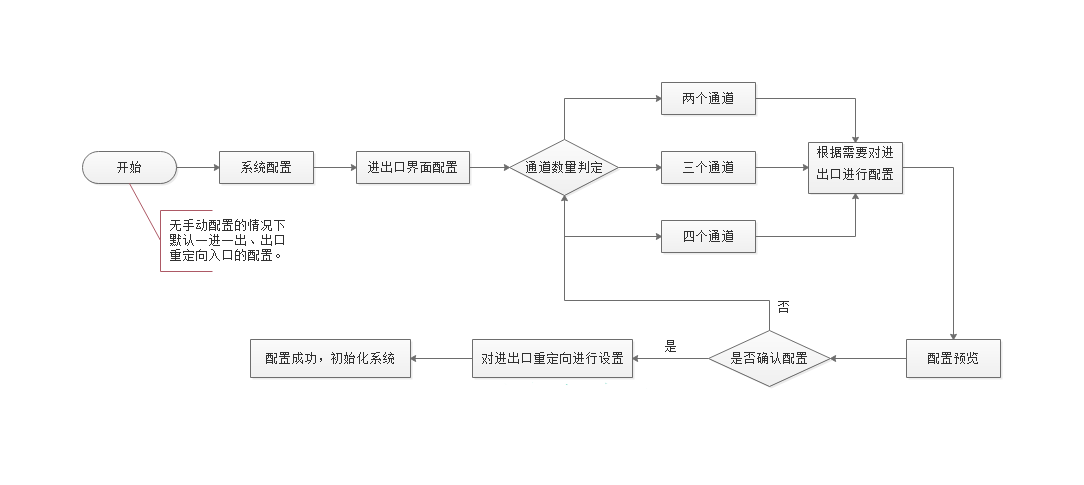 开始
系统配置
进出口界面配置
通道数量判定
两个通道
三个通道
四个通道
根据需要对进
出口进行配置
无手动配置的情况下
默认一进一出、出口
重定向入口的配置。
否
配置预览
是否确认配置
是
对进出口重定向进行设置
配置成功，初始化系统